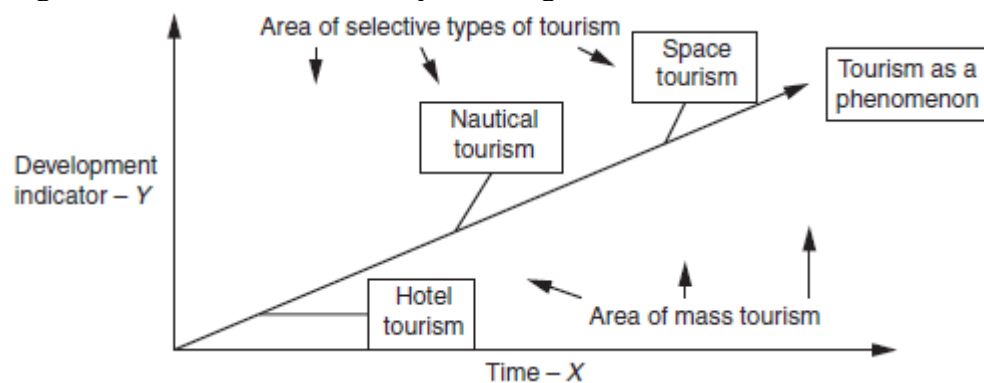 Area of selective types of tourism
Space
tourism
Tourism as a
phenomenon
Nautical
tourism
Development
indicator – Y
Hotel
tourism
Area of mass tourism
Time – X